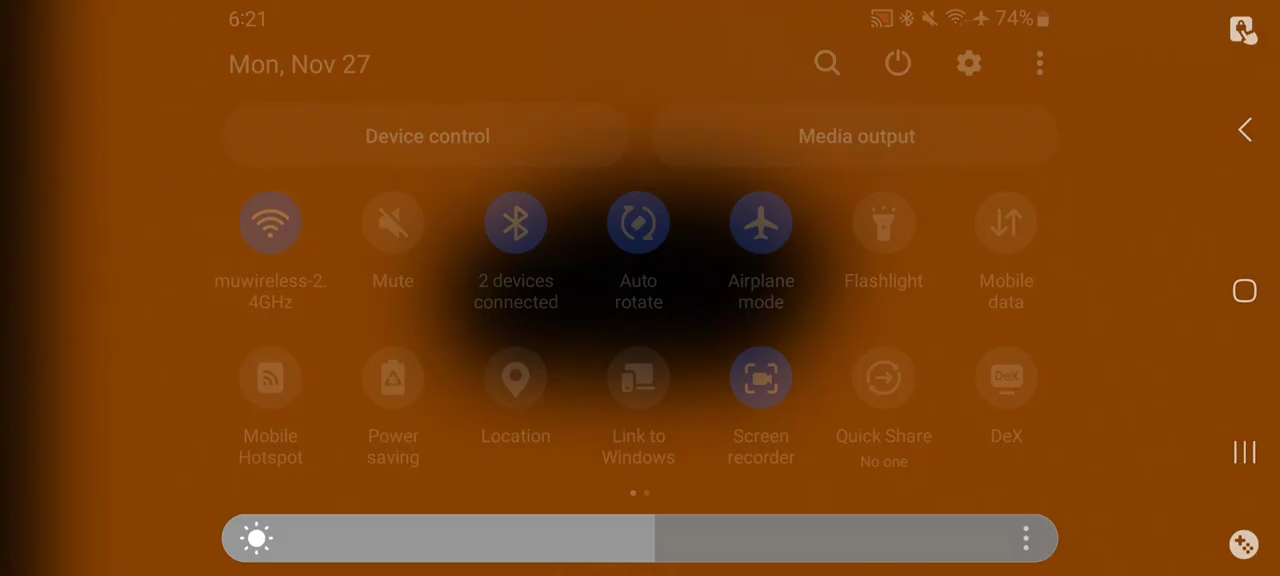 6:21
74%
Mon, Nov 27
Device control
Media output
muwireless-2.
4GHz
Mute
2 devices
connected
Auto
rotate
Airplane
mode
Flashlight
Mobile
data
Mobile
Hotspot
Power
saving
Location
Link to
Windows
Screen
recorder
Quick Share
No one
DeX
DeX